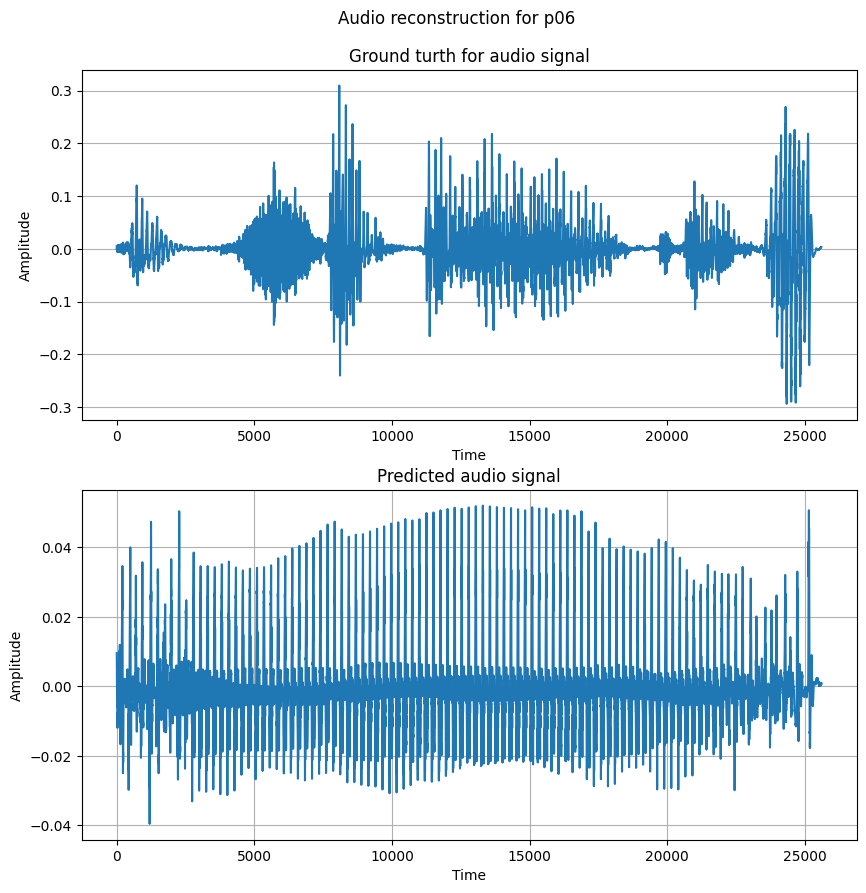 Audio reconstruction for p06
Ground turth for audio signal
0.3
0.2
0.1
0.0
−0.1
−0.2
−0.3
Amplitude
0 5000 10000 15000 20000 25000
Time
Predicted audio signal
0.04
0.02
0.00
−0.02
−0.04
Amplitude
0 5000 10000 15000 20000 25000
Time